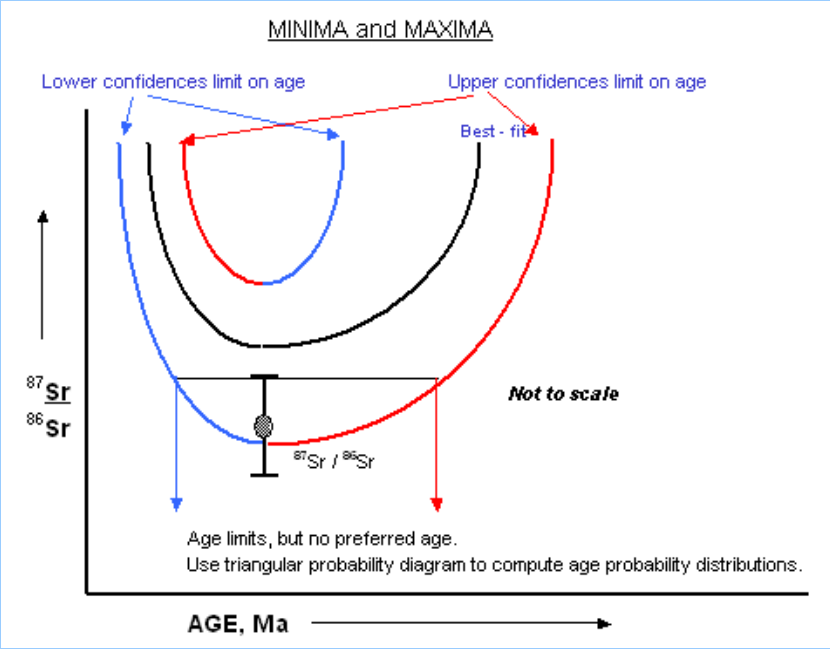 MINIMA and MAXIMA
Lower confidences limit on age
Upper confidences limit on age
Best - fit
⁸⁷Sr
⁸⁶Sr
Not to scale
⁸⁷Sr / ⁸⁶Sr
Age limits, but no preferred age.
Use triangular probability diagram to compute age probability distributions.
AGE, Ma